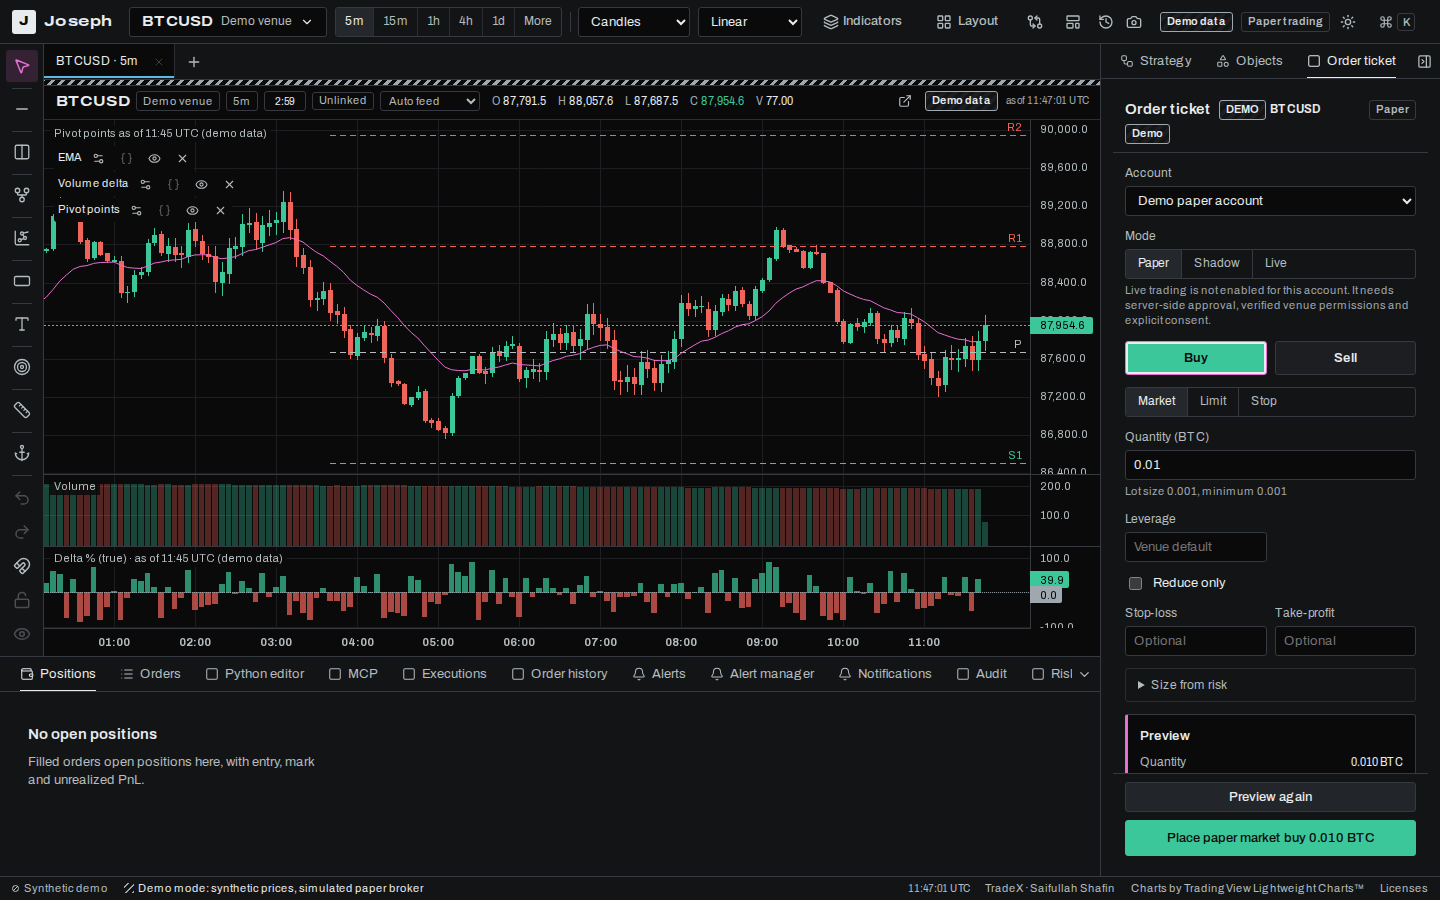 J Joseph BTCUSD Demo venue 5m 15m 1h 4h 1d More Candles Linear Indicators Layout Demo data Paper trading ⌘ K
BTCUSD · 5m
Strategy Objects Order ticket
BTCUSD Demo venue 5m 2:59 Unlinked Auto feed O 87,791.5 H 88,057.6 L 87,687.5 C 87,954.6 V 77.00 Demo data as of 11:47:01 UTC
Pivot points as of 11:45 UTC (demo data)
EMA
Volume delta
Pivot points
R2
R1
P
S1
90,000.0
89,600.0
89,200.0
88,800.0
88,400.0
87,954.6
87,600.0
87,200.0
86,800.0
86,400.0
Volume
200.0
100.0
Delta % (true) · as of 11:45 UTC (demo data)
100.0
39.9
0.0
-100.0
01:00 02:00 03:00 04:00 05:00 06:00 07:00 08:00 09:00 10:00 11:00
Order ticket DEMO BTCUSD Paper
Demo
Account
Demo paper account
Mode
Paper Shadow Live
Live trading is not enabled for this account. It needs
server-side approval, verified venue permissions and
explicit consent.
Buy Sell
Market Limit Stop
Quantity (BTC)
0.01
Lot size 0.001, minimum 0.001
Leverage
Venue default
Reduce only
Stop-loss Take-profit
Optional Optional
Size from risk
Preview
Quantity 0.010 BTC
Preview again
Place paper market buy 0.010 BTC
Positions Orders Python editor MCP Executions Order history Alerts Alert manager Notifications Audit
No open positions
Filled orders open positions here, with entry, mark
and unrealized PnL.
Synthetic demo Demo mode: synthetic prices, simulated paper broker 11:47:01 UTC TradeX · Saifullah Shafin Charts by TradingView Lightweight Charts™ Licenses